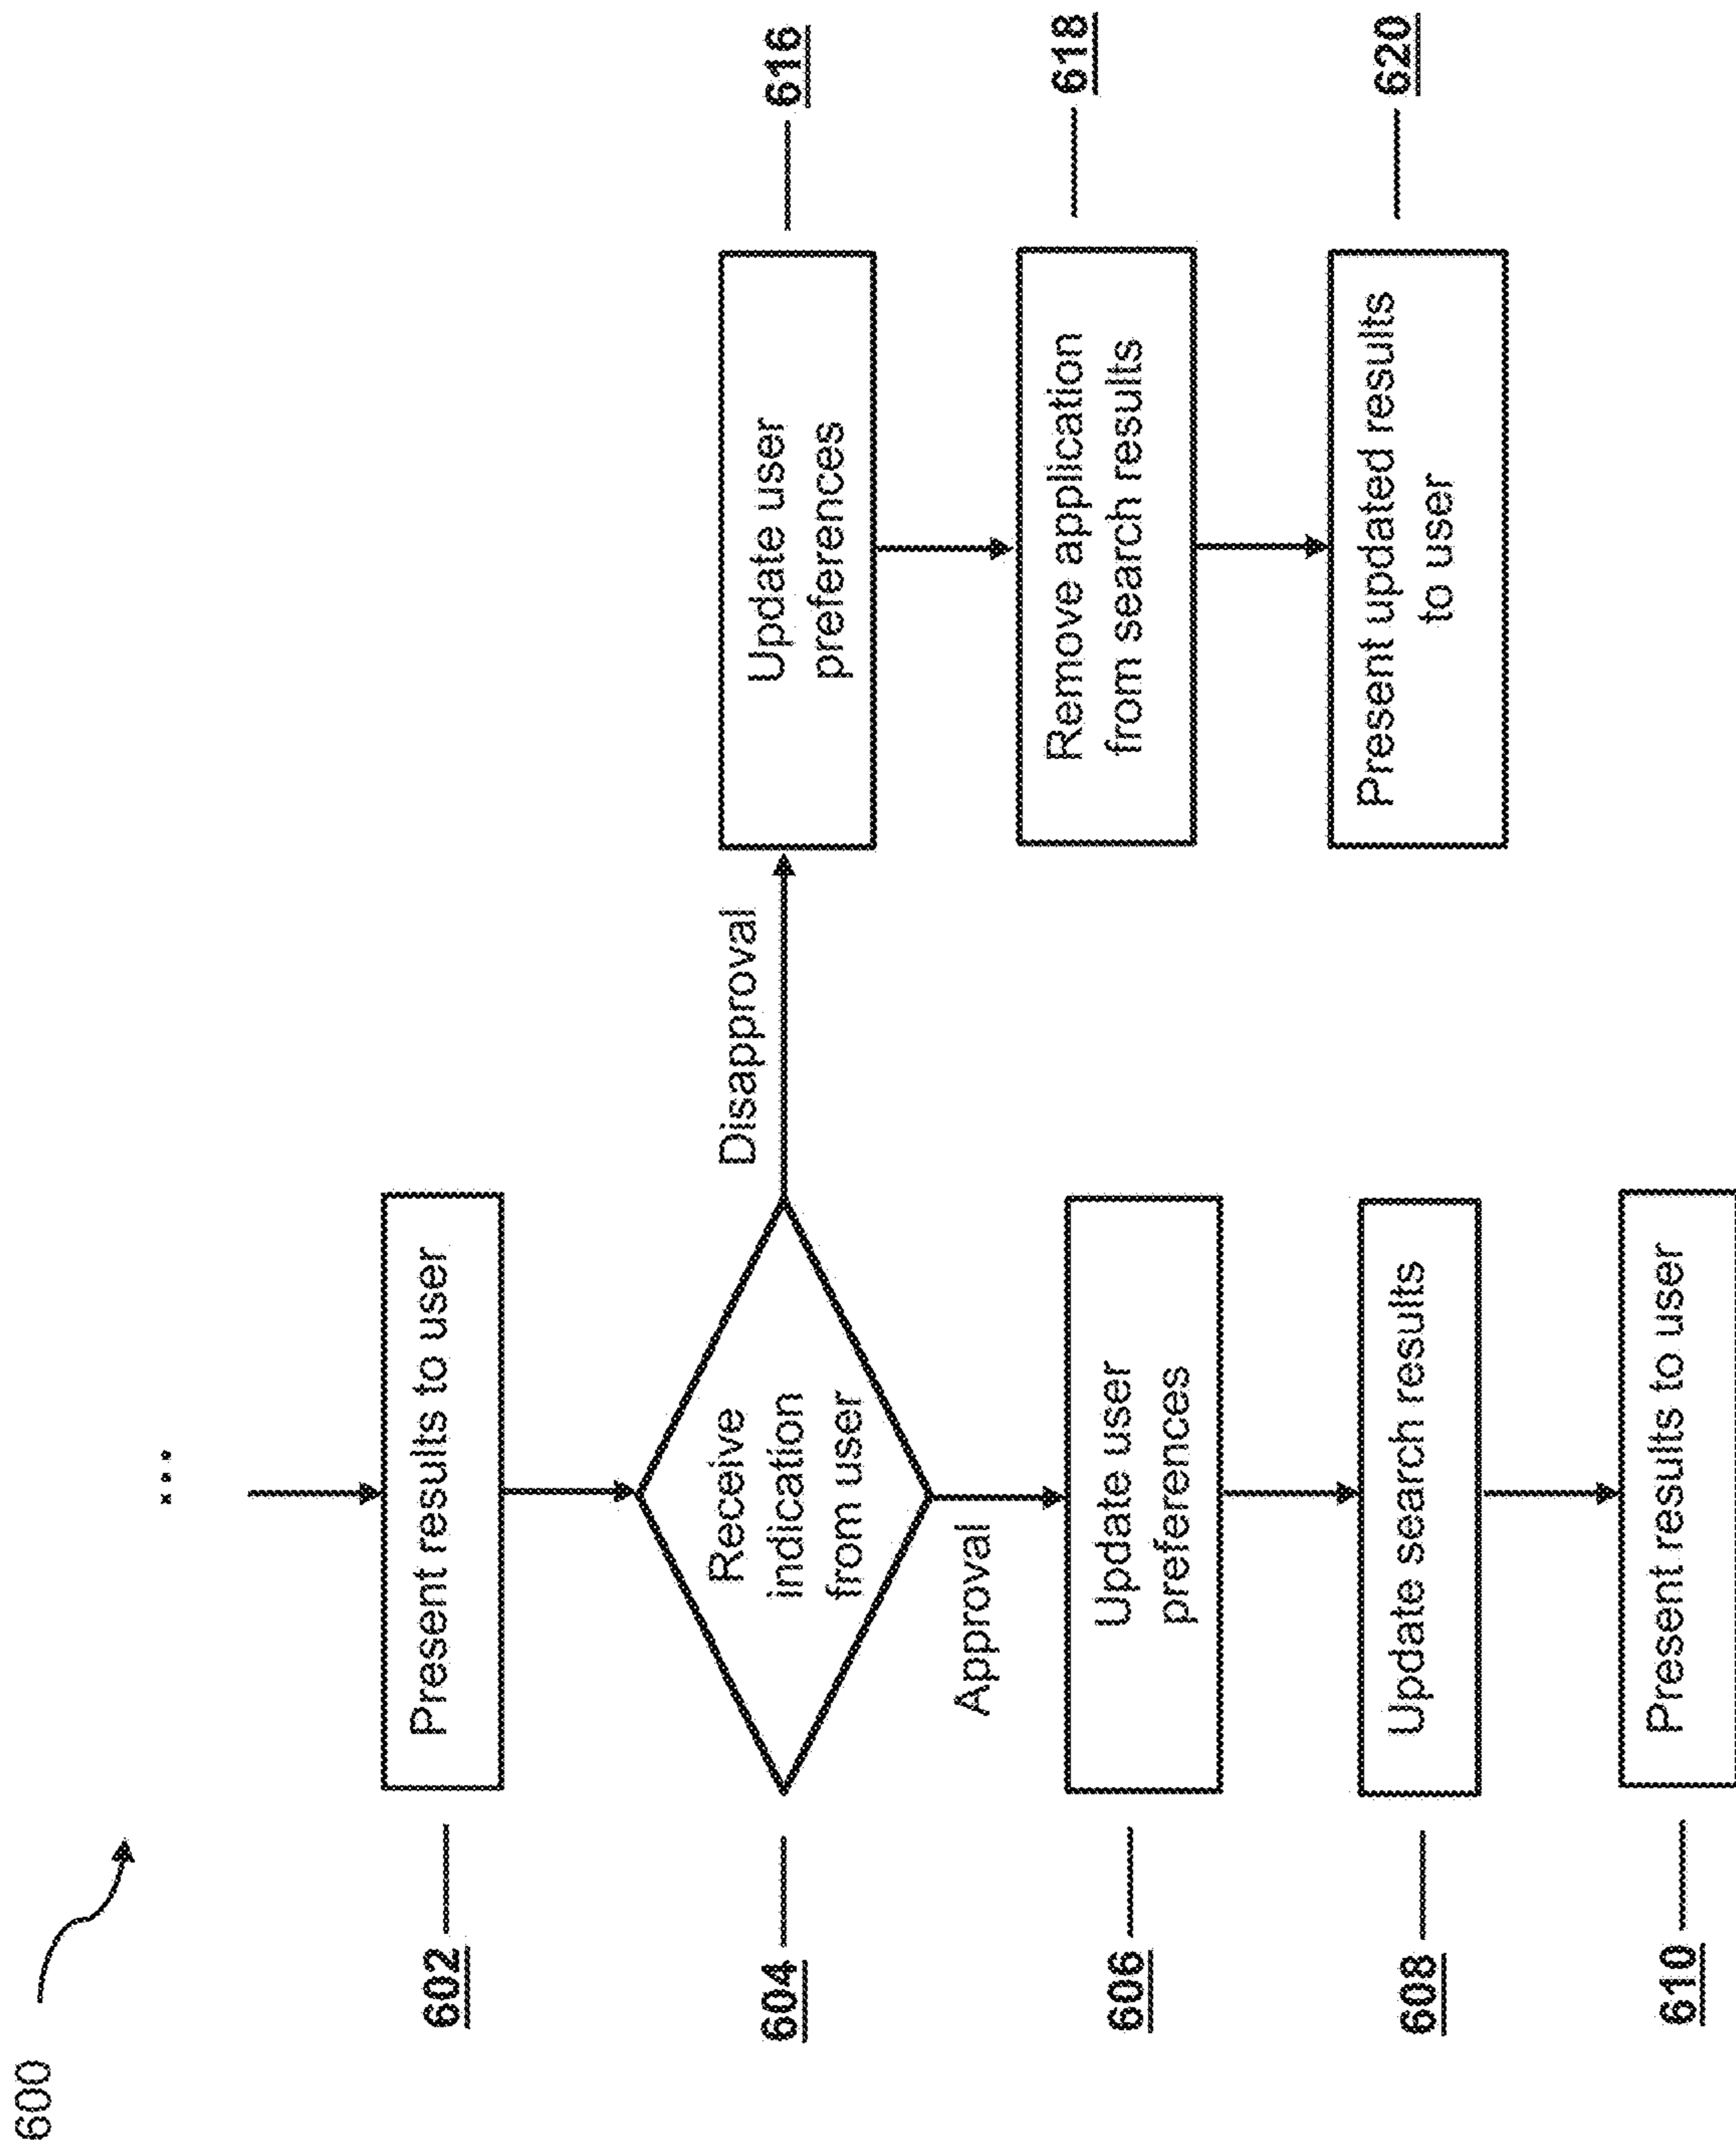 600
...
602
Present results to user
604
Receive
indication
from user
Disapproval
Approval
616
Update user
preferences
606
Update user
preferences
618
Remove application
from search results
608
Update search results
620
Present updated results
to user
610
Present results to user